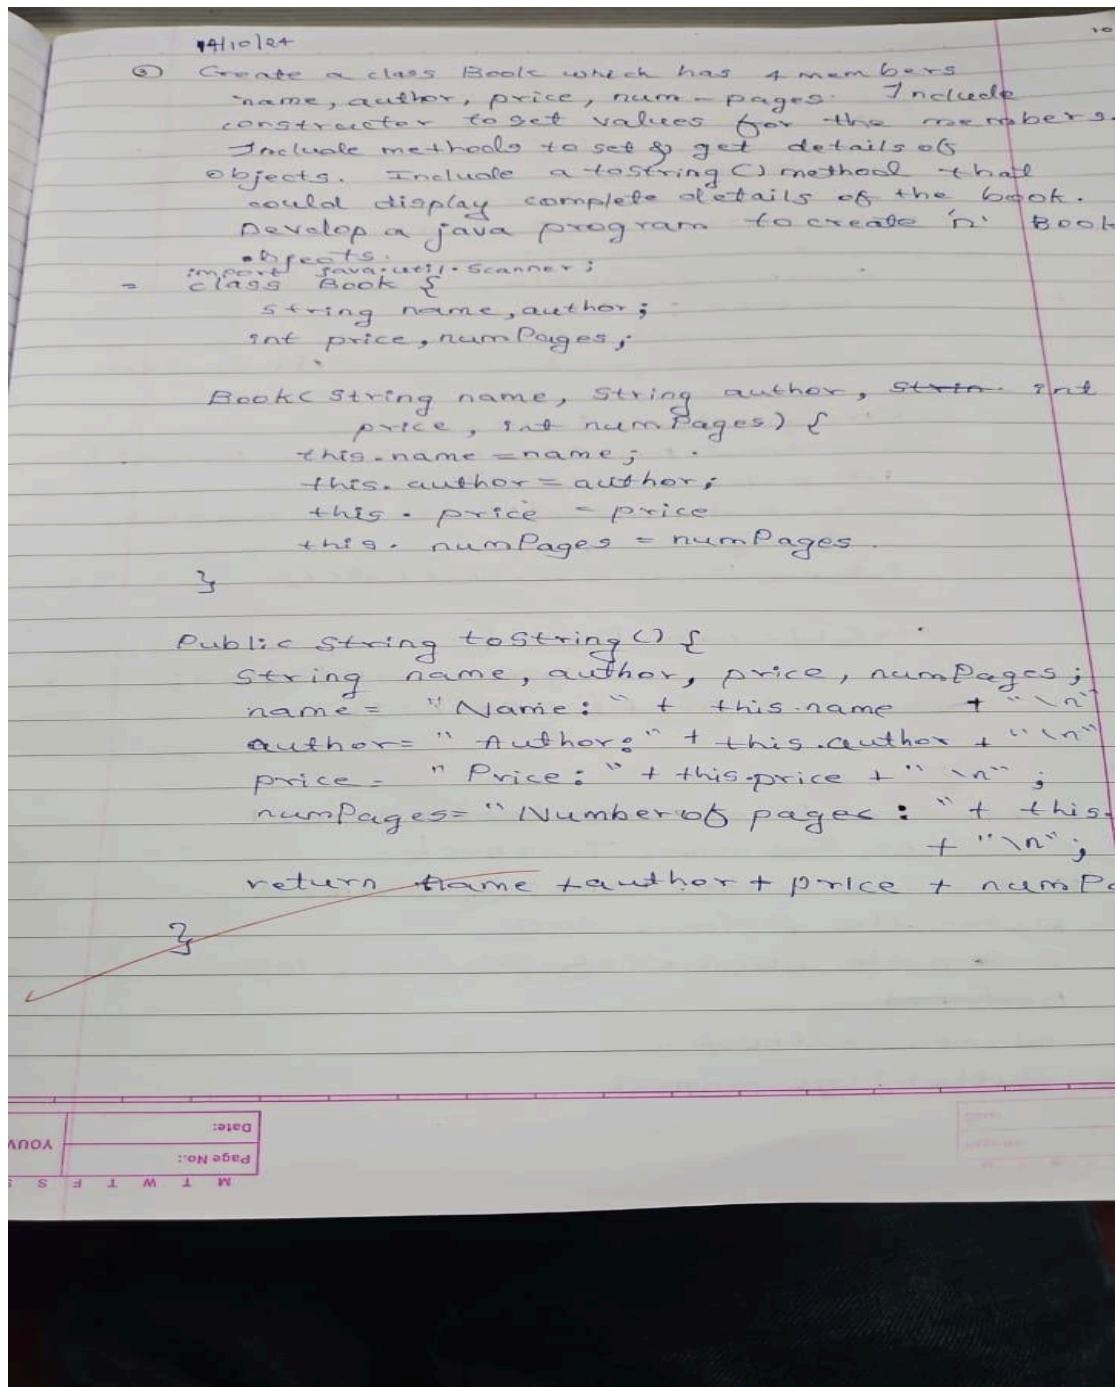 14/10/24
10
③ Create a class Book which has 4 members
name, author, price, num-pages. Include
constructor to set values for the members.
Include methods to set & get details of
objects. Include a toString() method that
could display complete details of the book.
Develop a java program to create 'n' Book
objects.
import java.util.Scanner;
= class Book {
string name, author;
int price, numPages;
Book( String name, String author, int
price, int numPages) {
this.name = name;
this.author = author;
this.price = price
this.numPages = numPages
}
Public String toString() {
String name, author, price, numPages;
name = "Name:" + this.name + "\n"
author= "Author:" + this.author + "\n"
price = "Price:" + this.price + "\n";
numPages= "Number of pages:" + this.
+ "\n";
return name + author + price + numPa
}
Date:
Page No.:
YOUV
M T W T F S S